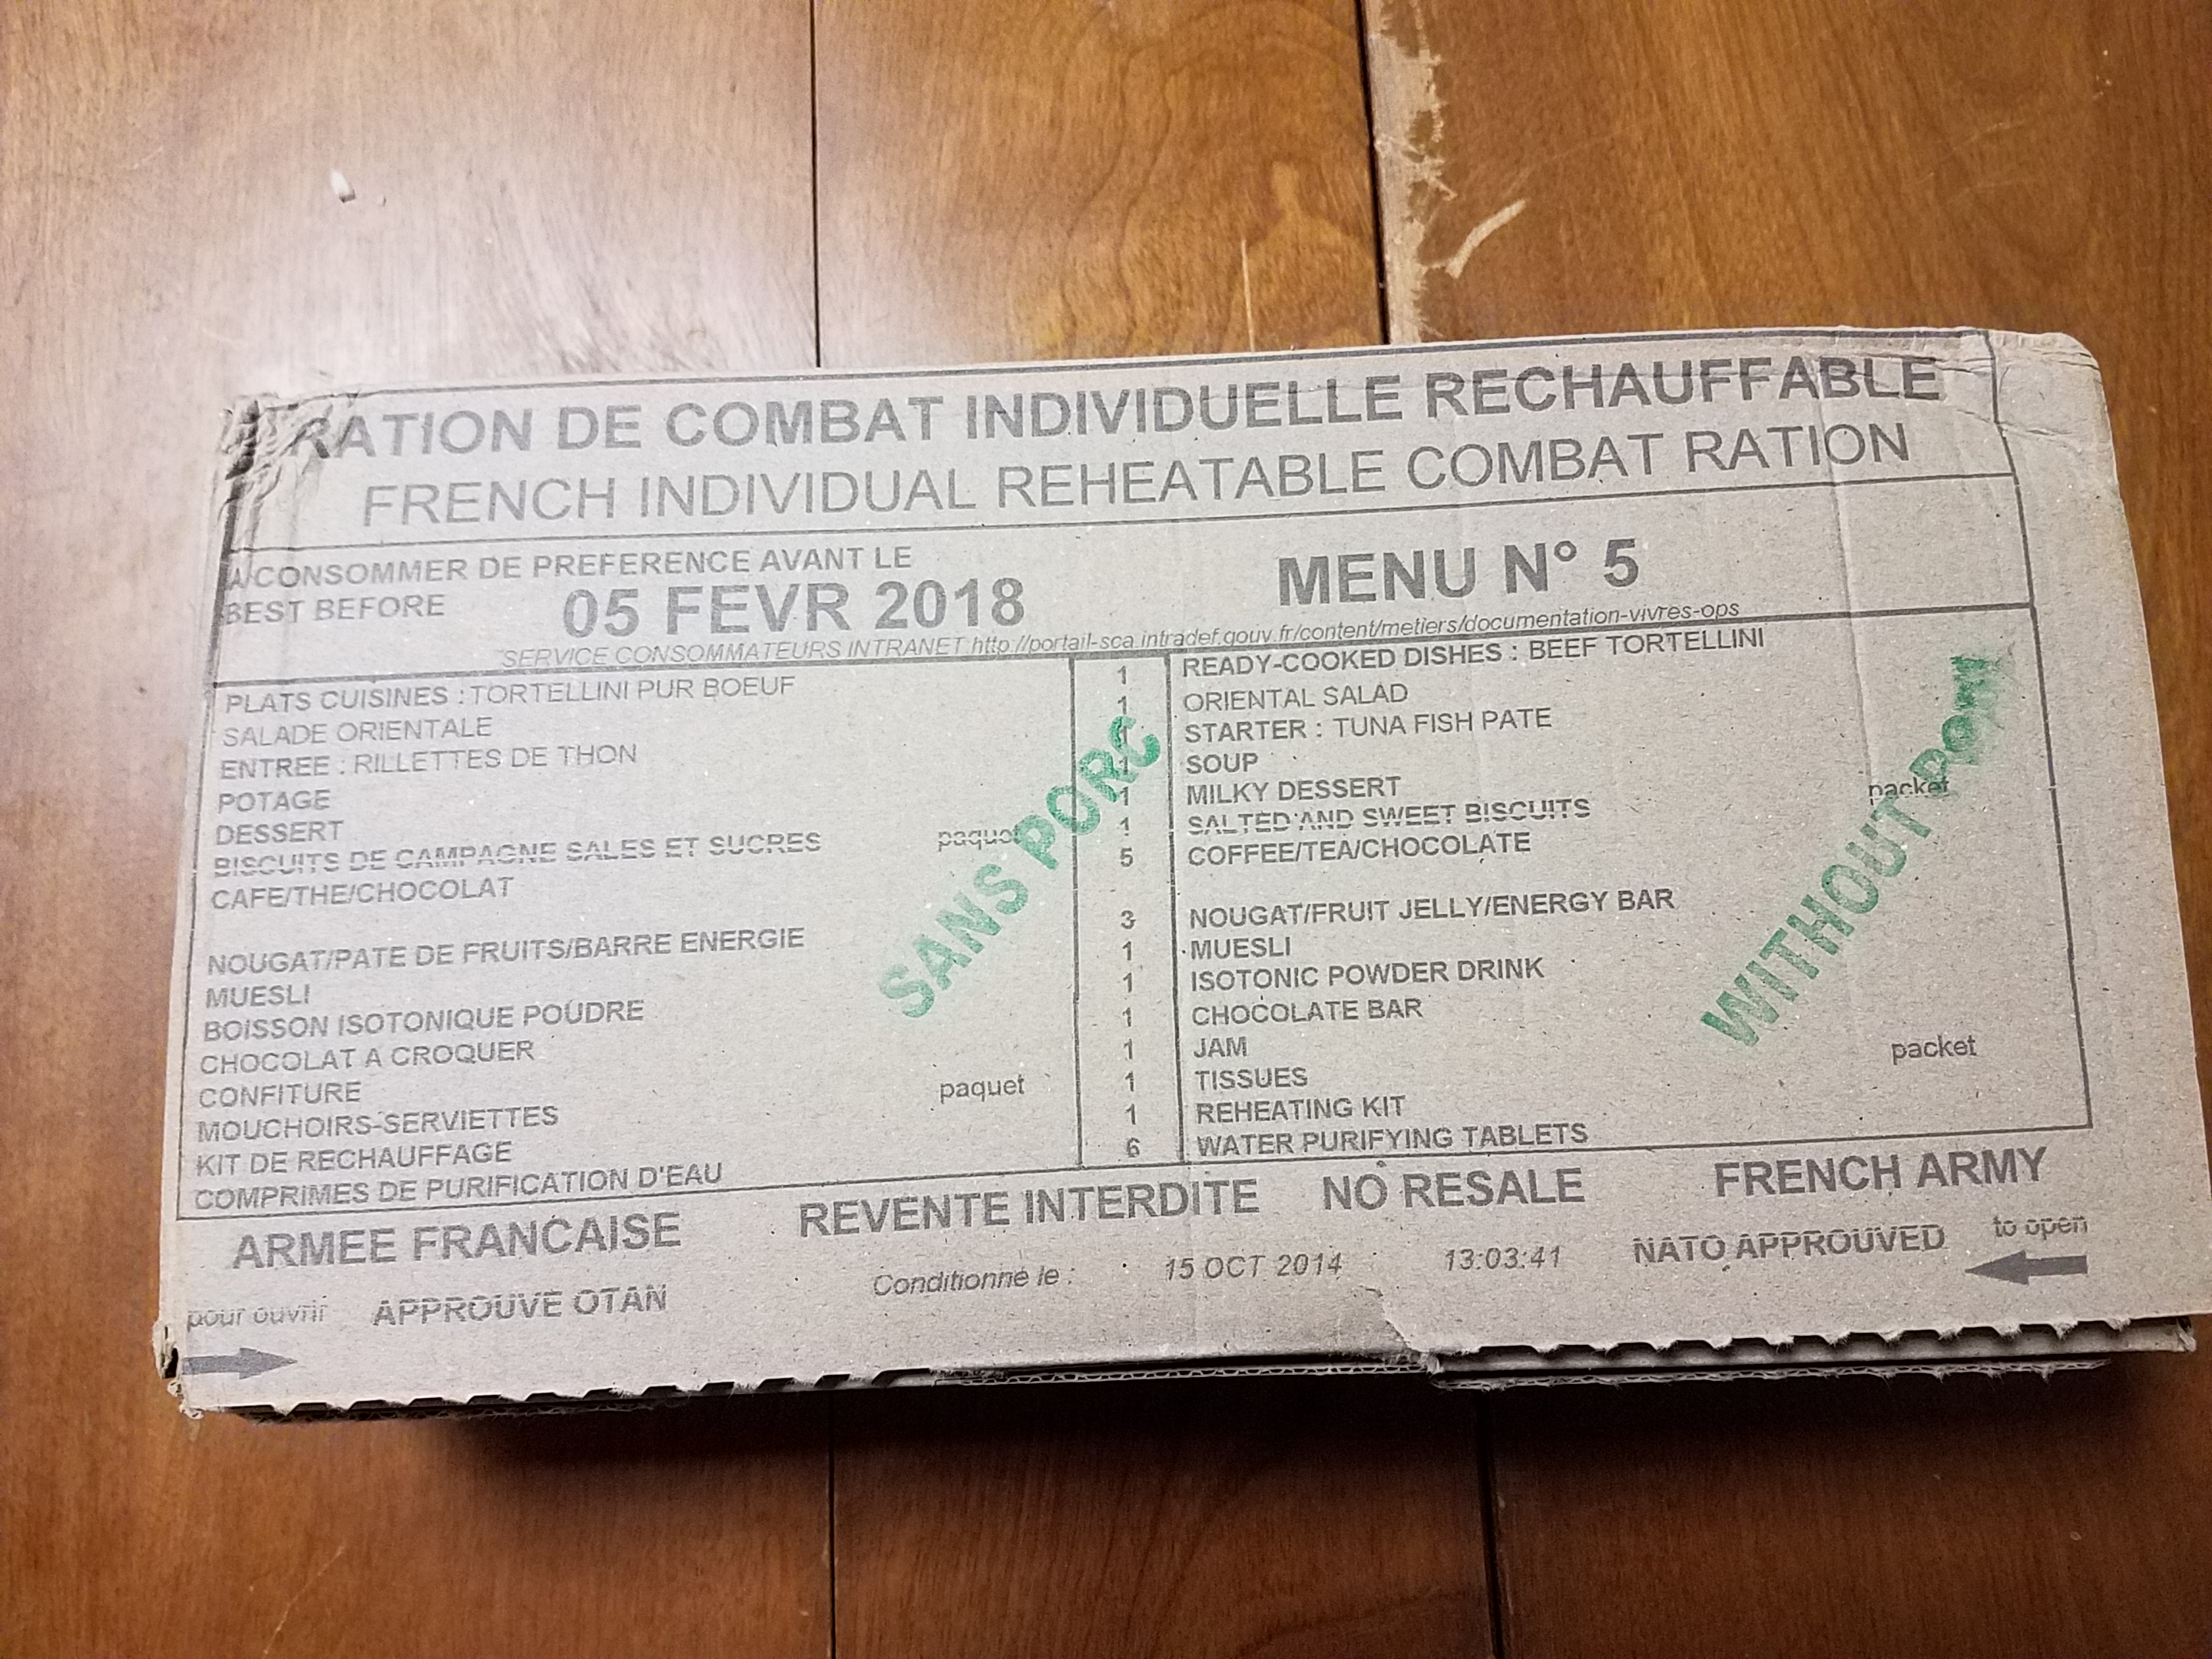 RATION DE COMBAT INDIVIDUELLE RECHAUFFABLE
FRENCH INDIVIDUAL REHEATABLE COMBAT RATION
A CONSOMMER DE PREFERENCE AVANT LE
BEST BEFORE 05 FEVR 2018 MENU N° 5
SERVICE CONSOMMATEURS INTRANET http://portail-sca.intradef.gouv.fr/content/metiers/documentation-vivres-ops
PLATS CUISINES : TORTELLINI PUR BOEUF 1 READY-COOKED DISHES : BEEF TORTELLINI
SALADE ORIENTALE 1 ORIENTAL SALAD
ENTREE : RILLETTES DE THON 1 STARTER : TUNA FISH PATE
POTAGE 1 SOUP
DESSERT 1 MILKY DESSERT
BISCUITS DE CAMPAGNE SALES ET SUCRES paquet 1 SALTED AND SWEET BISCUITS packet
CAFE/THE/CHOCOLAT 5 COFFEE/TEA/CHOCOLATE
NOUGAT/PATE DE FRUITS/BARRE ENERGIE 3 NOUGAT/FRUIT JELLY/ENERGY BAR
MUESLI 1 MUESLI
BOISSON ISOTONIQUE POUDRE 1 ISOTONIC POWDER DRINK
CHOCOLAT A CROQUER 1 CHOCOLATE BAR
CONFITURE 1 JAM
MOUCHOIRS-SERVIETTES paquet 1 TISSUES packet
KIT DE RECHAUFFAGE 1 REHEATING KIT
COMPRIMES DE PURIFICATION D'EAU 6 WATER PURIFYING TABLETS
SANS PORC
WITHOUT PORK
ARMEE FRANCAISE REVENTE INTERDITE NO RESALE FRENCH ARMY
pour ouvrir APPROUVE OTAN Conditionné le : 15 OCT 2014 13:03:41 NATO APPROUVED to open